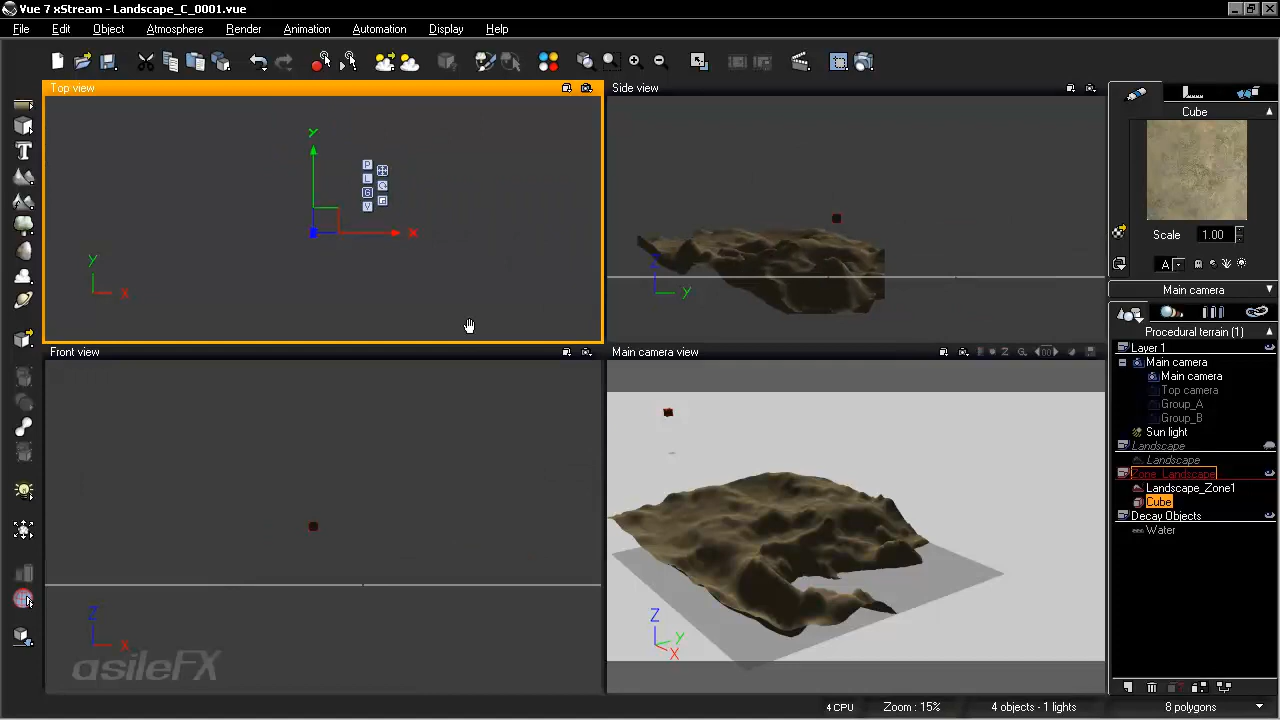 Vue 7 xStream - Landscape_C_0001.vue
File Edit Object Atmosphere Render Animation Automation Display Help
Top view
Side view
Y
P
L
G
V
X
Y
X
Y
Front view
Main camera view
Z
X
Z
Y
X
asileFX
Cube
Scale 1.00
A
Main camera
Procedural terrain (1)
Layer 1
Main camera
Main camera
Top camera
Group_A
Group_B
Sun light
Landscape
Landscape
Zone_Landscape
Landscape_Zone1
Cube
Decay Objects
Water
4 CPU Zoom : 15% 4 objects - 1 lights 8 polygons